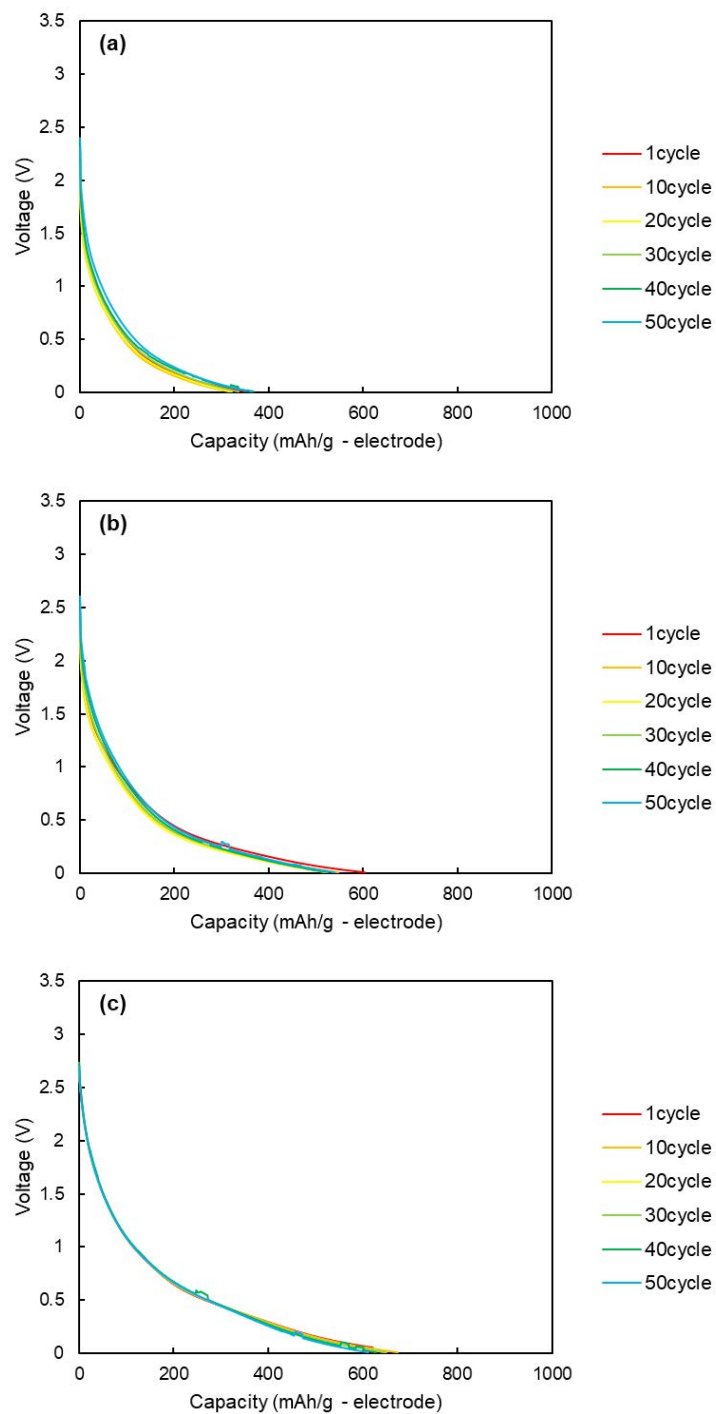 (a)
3.5
3
2.5
2
1.5
1
0.5
0
Voltage (V)
0 200 400 600 800 1000
Capacity (mAh/g - electrode)
1cycle
10cycle
20cycle
30cycle
40cycle
50cycle
(b)
3.5
3
2.5
2
1.5
1
0.5
0
Voltage (V)
0 200 400 600 800 1000
Capacity (mAh/g - electrode)
1cycle
10cycle
20cycle
30cycle
40cycle
50cycle
(c)
3.5
3
2.5
2
1.5
1
0.5
0
Voltage (V)
0 200 400 600 800 1000
Capacity (mAh/g - electrode)
1cycle
10cycle
20cycle
30cycle
40cycle
50cycle